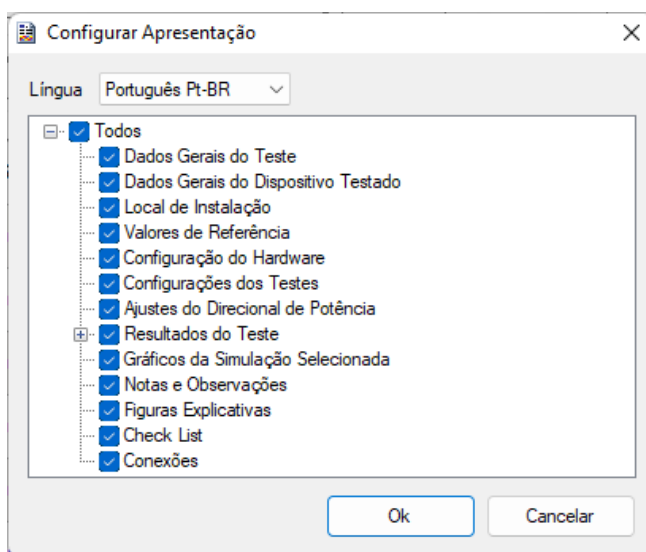 Configurar Apresentação
Língua Português Pt-BR
Todos
Dados Gerais do Teste
Dados Gerais do Dispositivo Testado
Local de Instalação
Valores de Referência
Configuração do Hardware
Configurações dos Testes
Ajustes do Direcional de Potência
Resultados do Teste
Gráficos da Simulação Selecionada
Notas e Observações
Figuras Explicativas
Check List
Conexões
Ok Cancelar